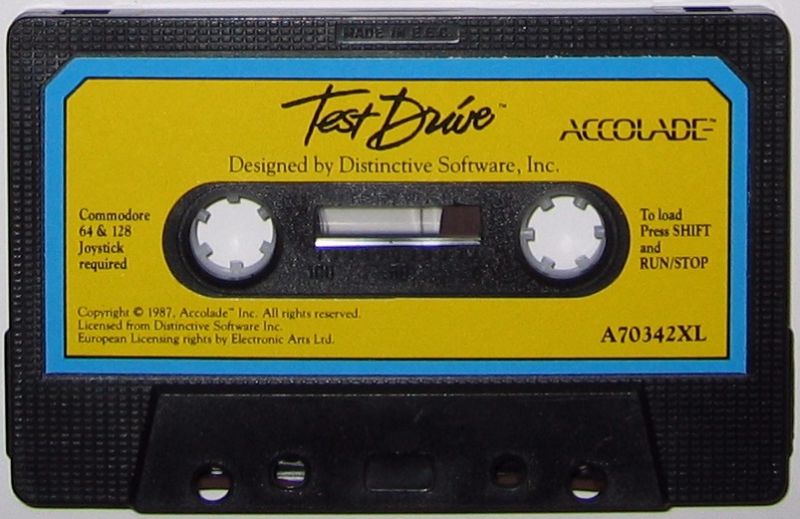 MADE IN E.E.C.
Test Drive™
ACCOLADE™
Designed by Distinctive Software, Inc.
Commodore
64 & 128
Joystick
required
To load
Press SHIFT
and
RUN/STOP
100 50
Copyright © 1987, Accolade™ Inc. All rights reserved.
Licensed from Distinctive Software Inc.
European Licensing rights by Electronic Arts Ltd.
A70342XL